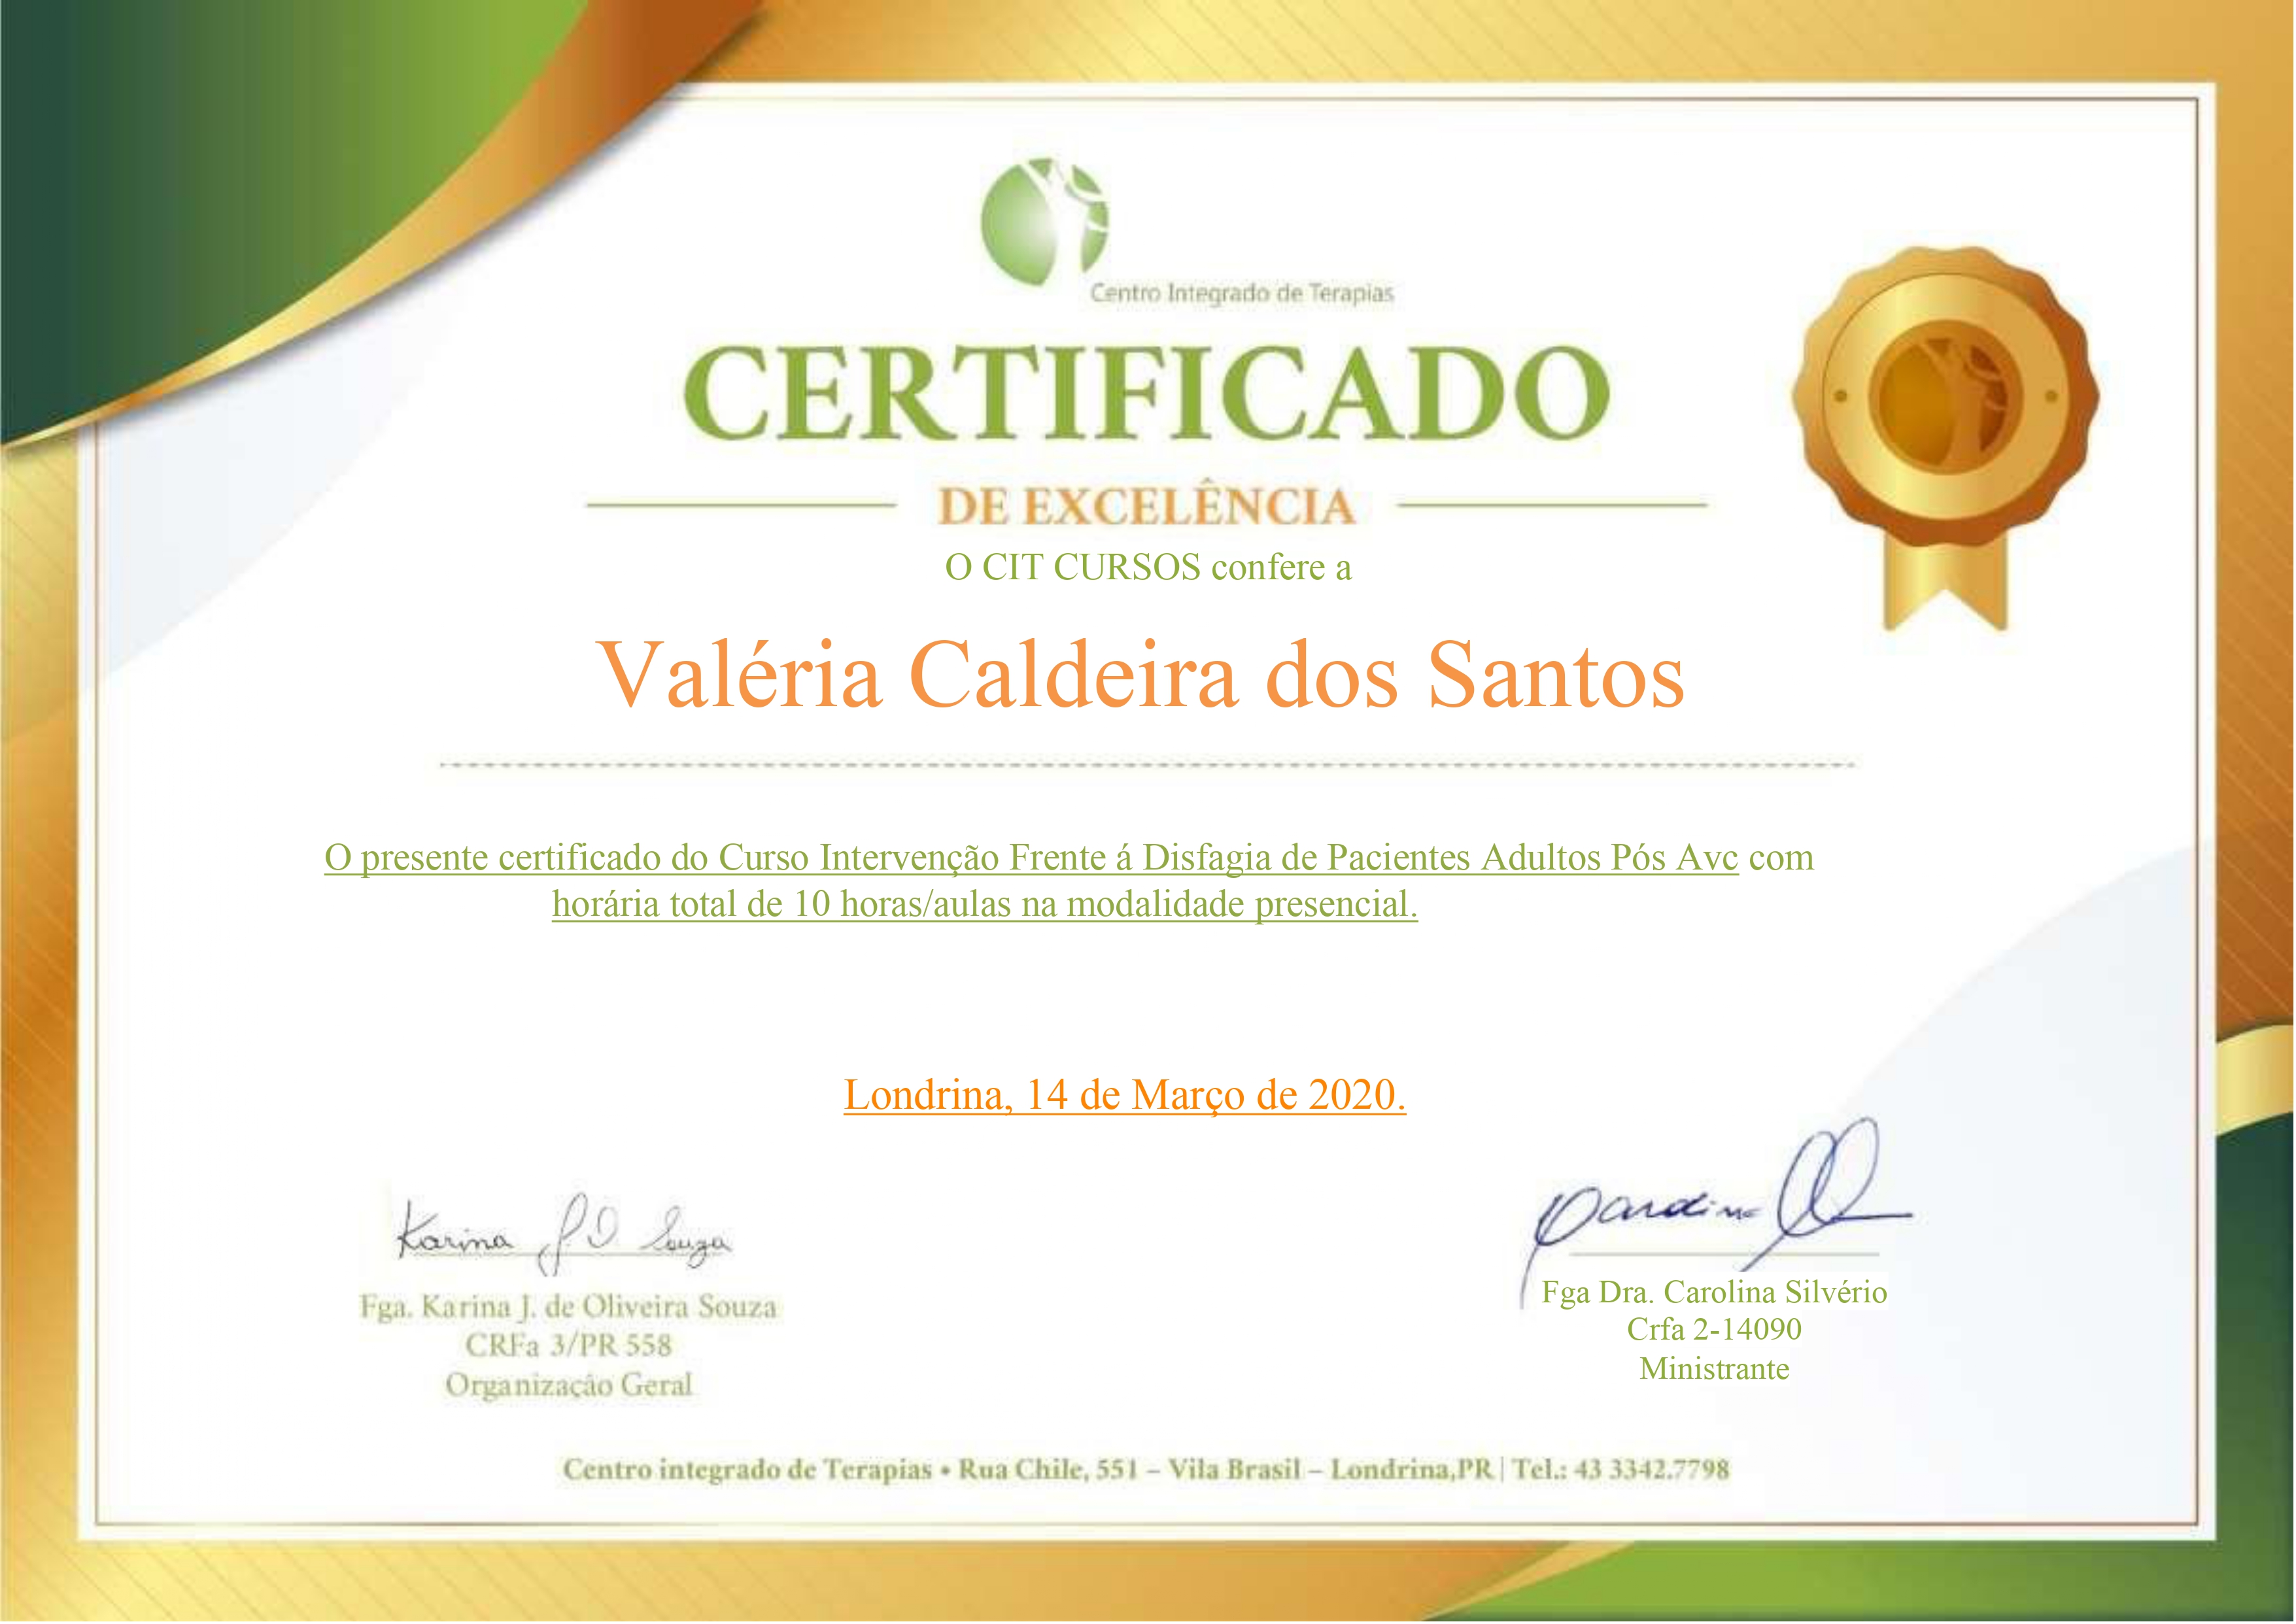 Centro Integrado de Terapias
CERTIFICADO
DE EXCELÊNCIA
O CIT CURSOS confere a
Valéria Caldeira dos Santos
O presente certificado do Curso Intervenção Frente á Disfagia de Pacientes Adultos Pós Avc com
horária total de 10 horas/aulas na modalidade presencial.
Londrina, 14 de Março de 2020.
Karina J. O. Souza
Fga. Karina J. de Oliveira Souza
CRFa 3/PR 558
Organização Geral
Fga Dra. Carolina Silvério
Crfa 2-14090
Ministrante
Centro integrado de Terapias • Rua Chile, 551 – Vila Brasil – Londrina,PR | Tel.: 43 3342.7798